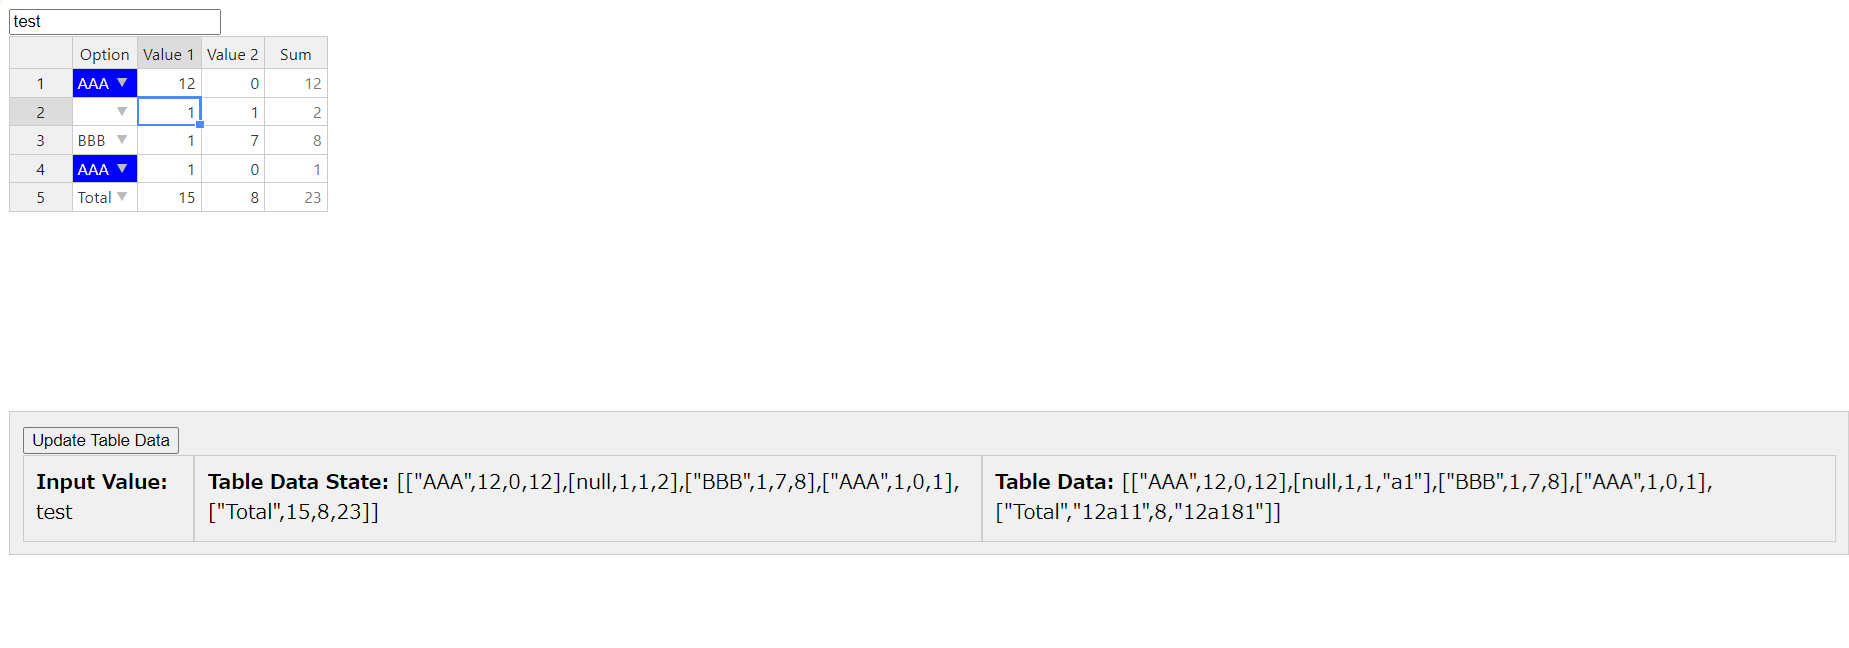 test
Option Value 1 Value 2 Sum
1 AAA ▼ 12 0 12
2 ▼ 1 1 2
3 BBB ▼ 1 7 8
4 AAA ▼ 1 0 1
5 Total ▼ 15 8 23
Update Table Data
Input Value:
test
Table Data State: [["AAA",12,0,12],[null,1,1,2],["BBB",1,7,8],["AAA",1,0,1],
["Total",15,8,23]]
Table Data: [["AAA",12,0,12],[null,1,1,"a1"],["BBB",1,7,8],["AAA",1,0,1],
["Total","12a11",8,"12a181"]]